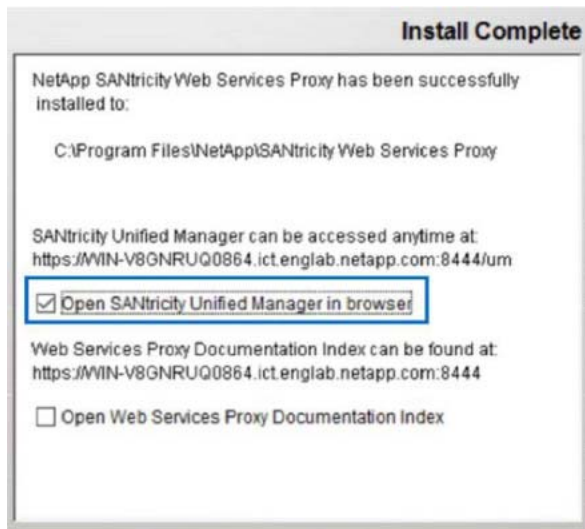 Install Complete
NetApp SANtricity Web Services Proxy has been successfully
installed to:
C:\Program Files\NetApp\SANtricity Web Services Proxy
SANtricity Unified Manager can be accessed anytime at:
https://WIN-V8GNRUQ0864.ict.englab.netapp.com:8444/um
Open SANtricity Unified Manager in browser
Web Services Proxy Documentation Index can be found at:
https://WIN-V8GNRUQ0864.ict.englab.netapp.com:8444
Open Web Services Proxy Documentation Index